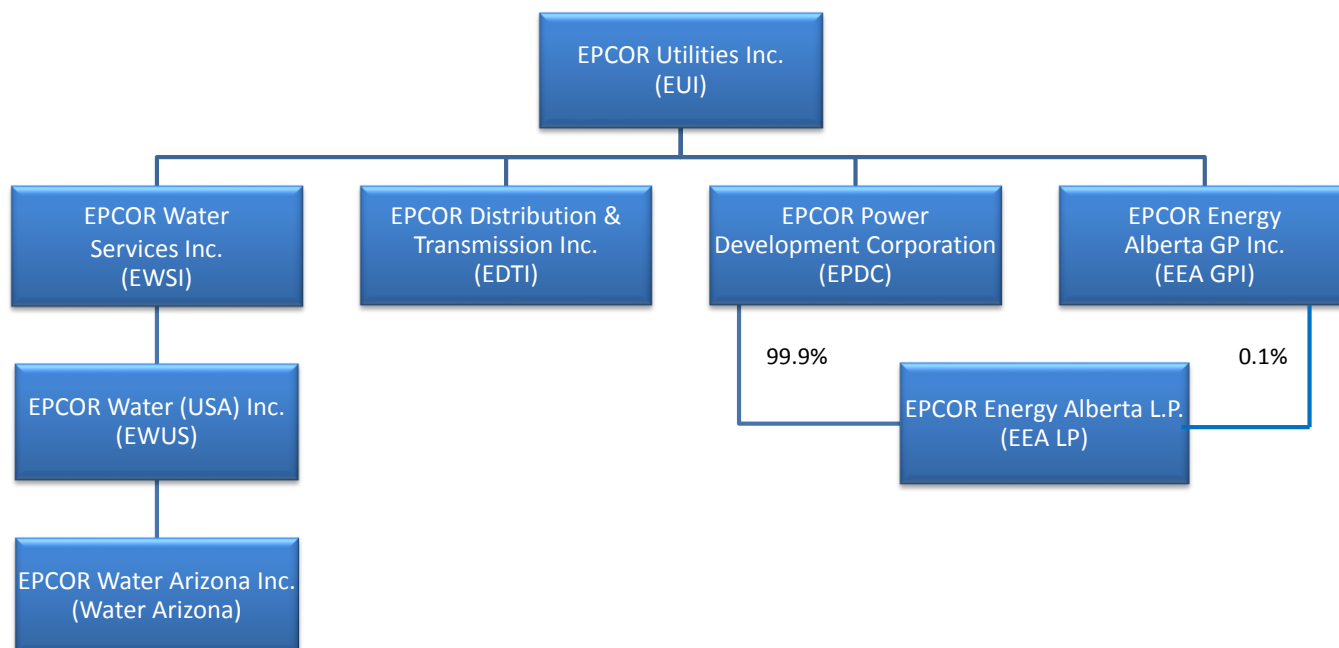 EPCOR Utilities Inc.
(EUI)
EPCOR Water
Services Inc.
(EWSI)
EPCOR Distribution &
Transmission Inc.
(EDTI)
EPCOR Power
Development Corporation
(EPDC)
EPCOR Energy
Alberta GP Inc.
(EEA GPI)
99.9%
0.1%
EPCOR Water (USA) Inc.
(EWUS)
EPCOR Energy Alberta L.P.
(EEA LP)
EPCOR Water Arizona Inc.
(Water Arizona)